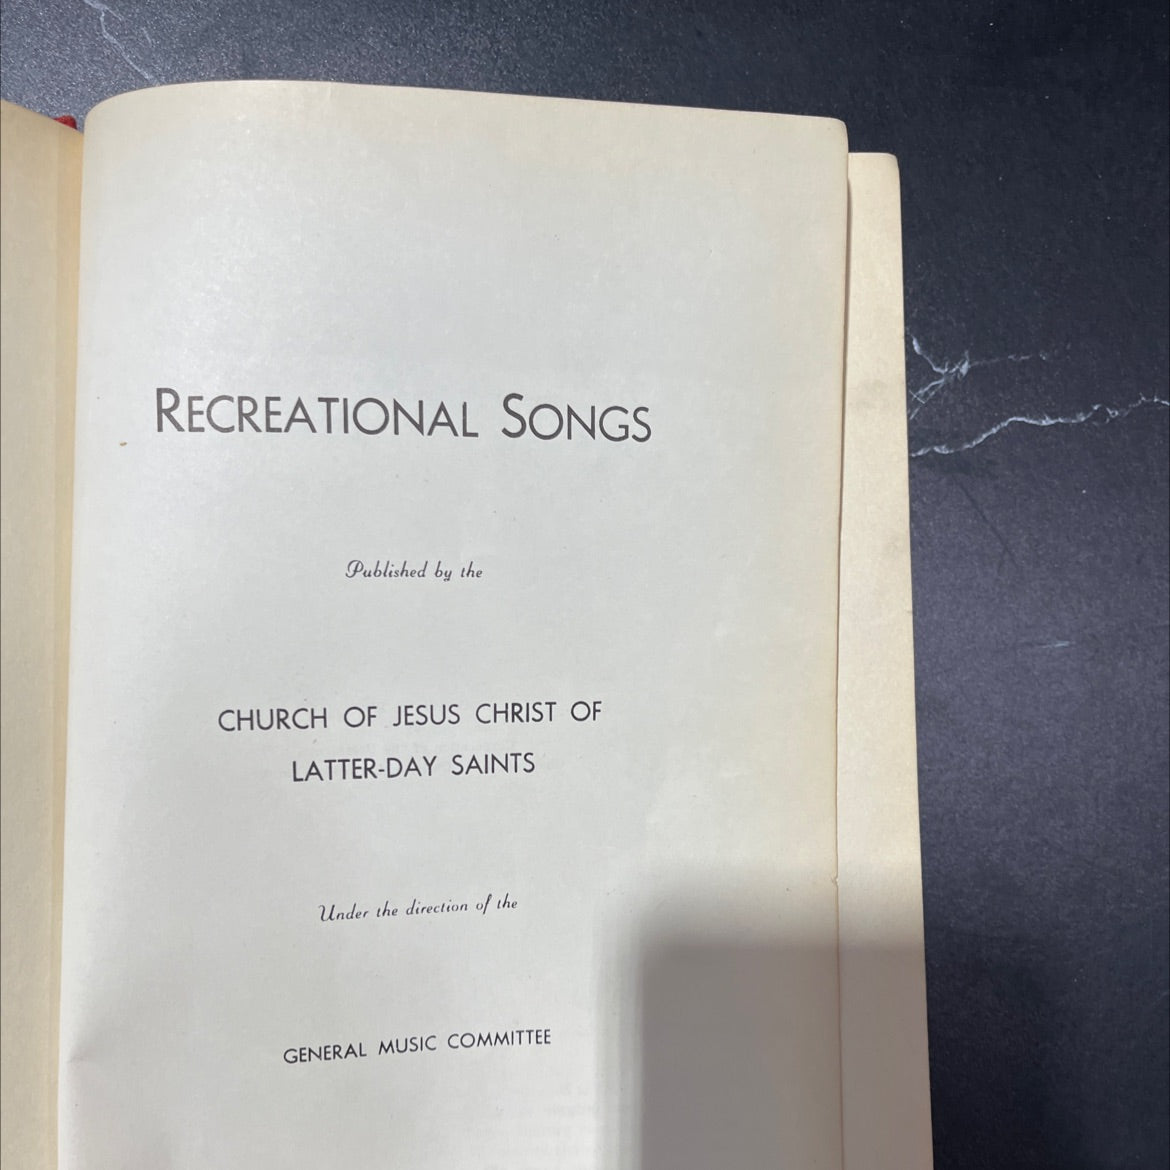 RECREATIONAL SONGS
Published by the
CHURCH OF JESUS CHRIST OF
LATTER-DAY SAINTS
Under the direction of the
GENERAL MUSIC COMMITTEE